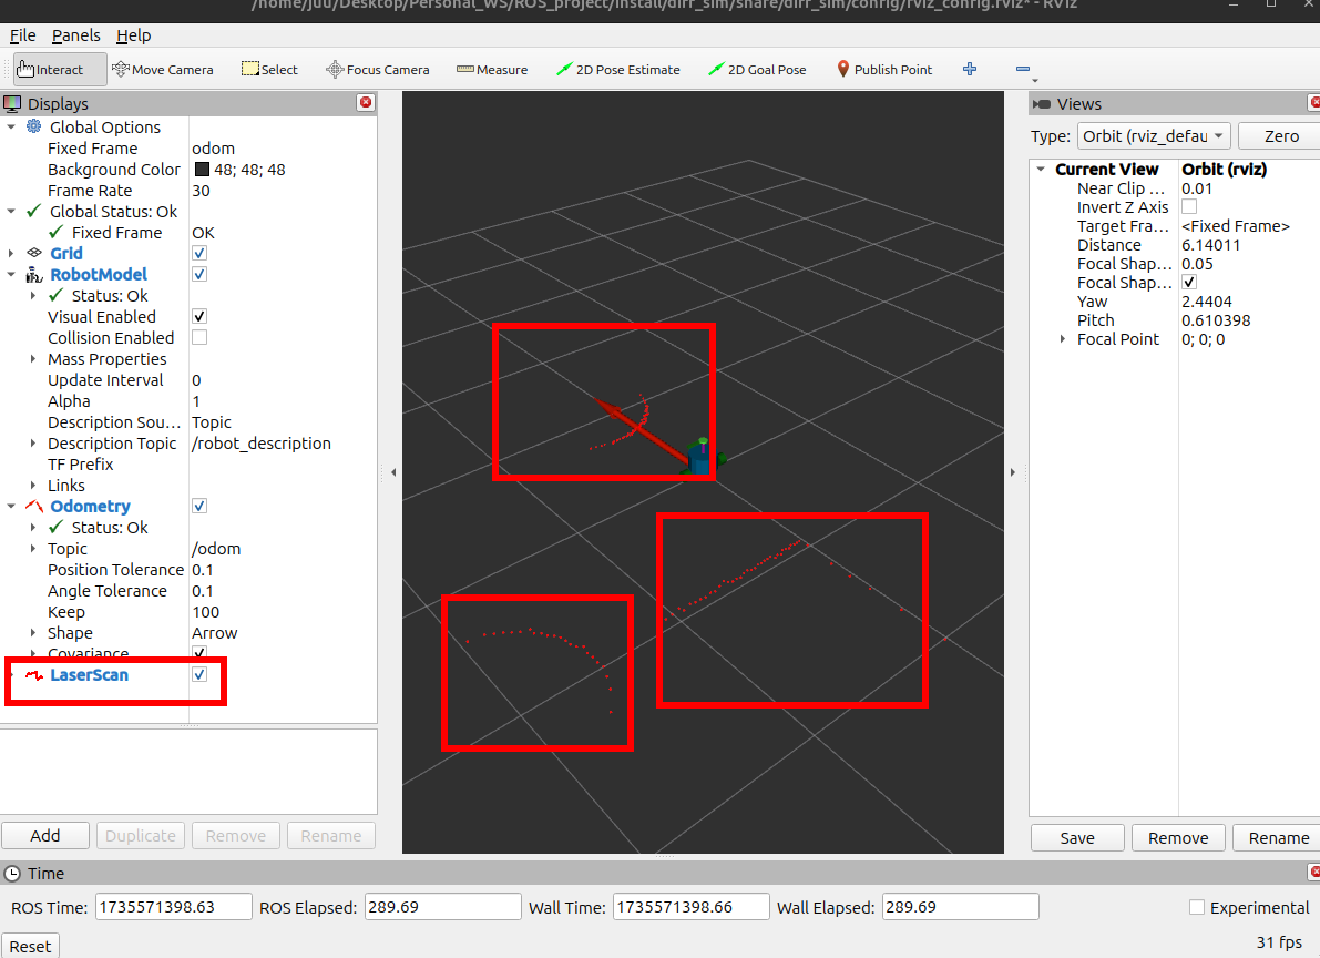 /home/juu/Desktop/Personal_WS/ROS_project/install/dirr_sim/share/dirr_sim/config/rviz_config.rviz* - RViz
File Panels Help
Interact Move Camera Select Focus Camera Measure 2D Pose Estimate 2D Goal Pose Publish Point
Displays
Global Options
Fixed Frame odom
Background Color 48; 48; 48
Frame Rate 30
Global Status: Ok
Fixed Frame OK
Grid
RobotModel
Status: Ok
Visual Enabled
Collision Enabled
Mass Properties
Update Interval 0
Alpha 1
Description Sou... Topic
Description Topic /robot_description
TF Prefix
Links
Odometry
Status: Ok
Topic /odom
Position Tolerance 0.1
Angle Tolerance 0.1
Keep 100
Shape Arrow
Covariance
LaserScan
Add Duplicate Remove Rename
Views
Type: Orbit (rviz_defau Zero
Current View Orbit (rviz)
Near Clip ... 0.01
Invert Z Axis
Target Fra... <Fixed Frame>
Distance 6.14011
Focal Shap... 0.05
Focal Shap...
Yaw 2.4404
Pitch 0.610398
Focal Point 0; 0; 0
Save Remove Rename
Time
ROS Time: 1735571398.63 ROS Elapsed: 289.69 Wall Time: 1735571398.66 Wall Elapsed: 289.69 Experimental
Reset 31 fps